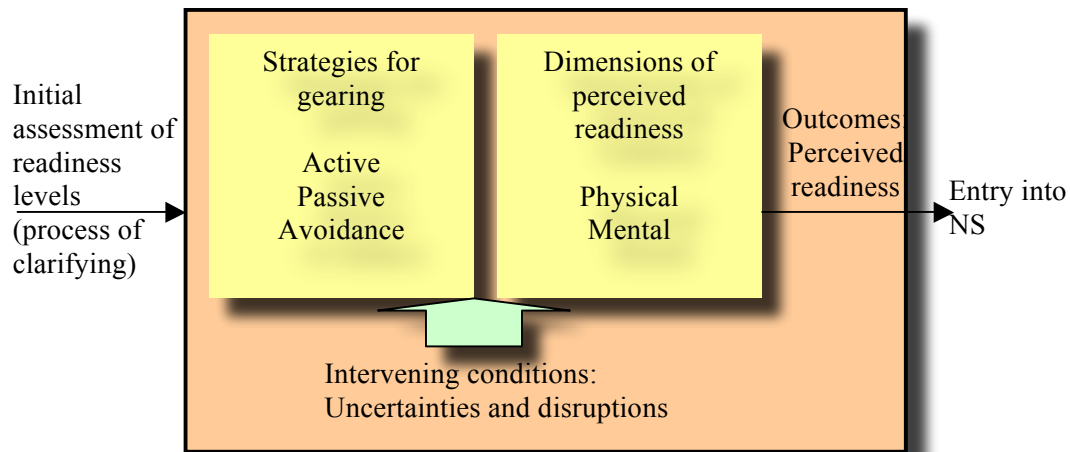 Initial
assessment of
readiness
levels
(process of
clarifying)
Strategies for
gearing
Active
Passive
Avoidance
Dimensions of
perceived
readiness
Physical
Mental
Outcomes:
Perceived
readiness
Entry into
NS
Intervening conditions:
Uncertainties and disruptions